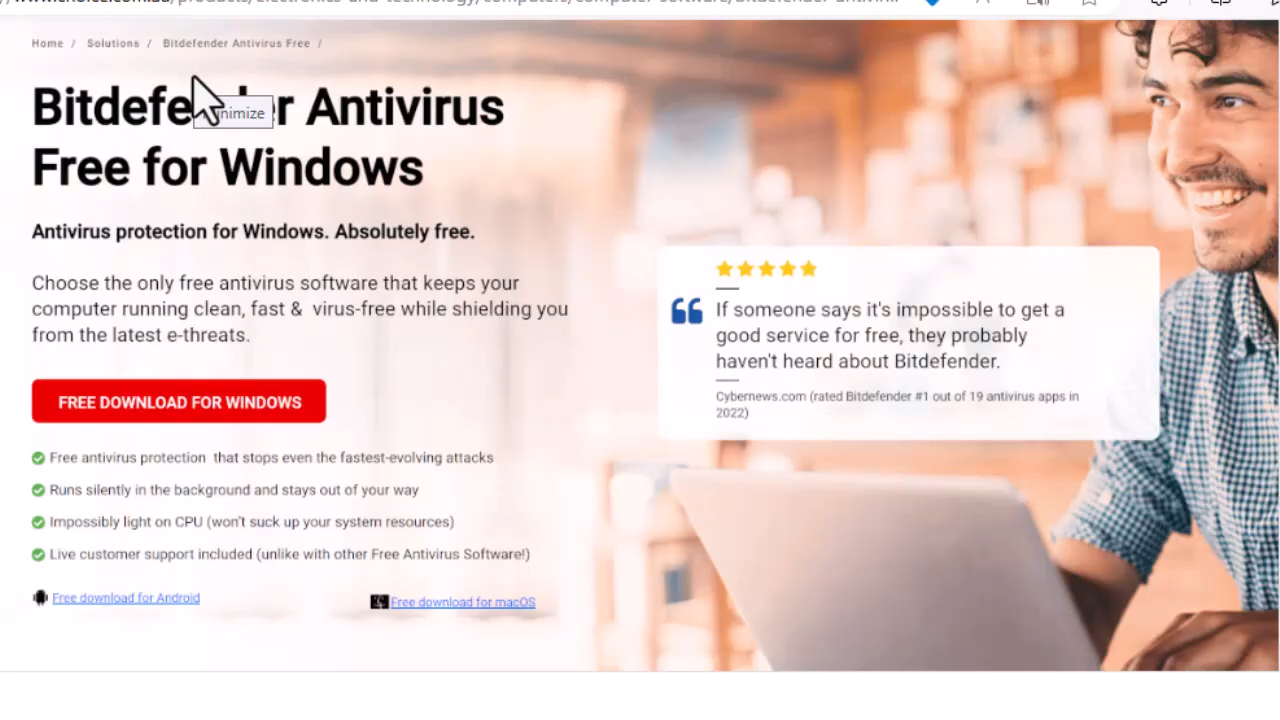 Home / Solutions / Bitdefender Antivirus Free /
Antivirus
Free for Windows
Antivirus protection for Windows. Absolutely free.
Choose the only free antivirus software that keeps your
computer running clean, fast & virus-free while shielding you
from the latest e-threats.
FREE DOWNLOAD FOR WINDOWS
Free antivirus protection that stops even the fastest-evolving attacks
Runs silently in the background and stays out of your way
Impossibly light on CPU (won't suck up your system resources)
Live customer support included (unlike with other Free Antivirus Software!)
Free download for Android
Free download for macOS
If someone says it's impossible to get a
good service for free, they probably
haven't heard about Bitdefender.
Cybernews.com (rated Bitdefender #1 out of 19 antivirus apps in
2022)